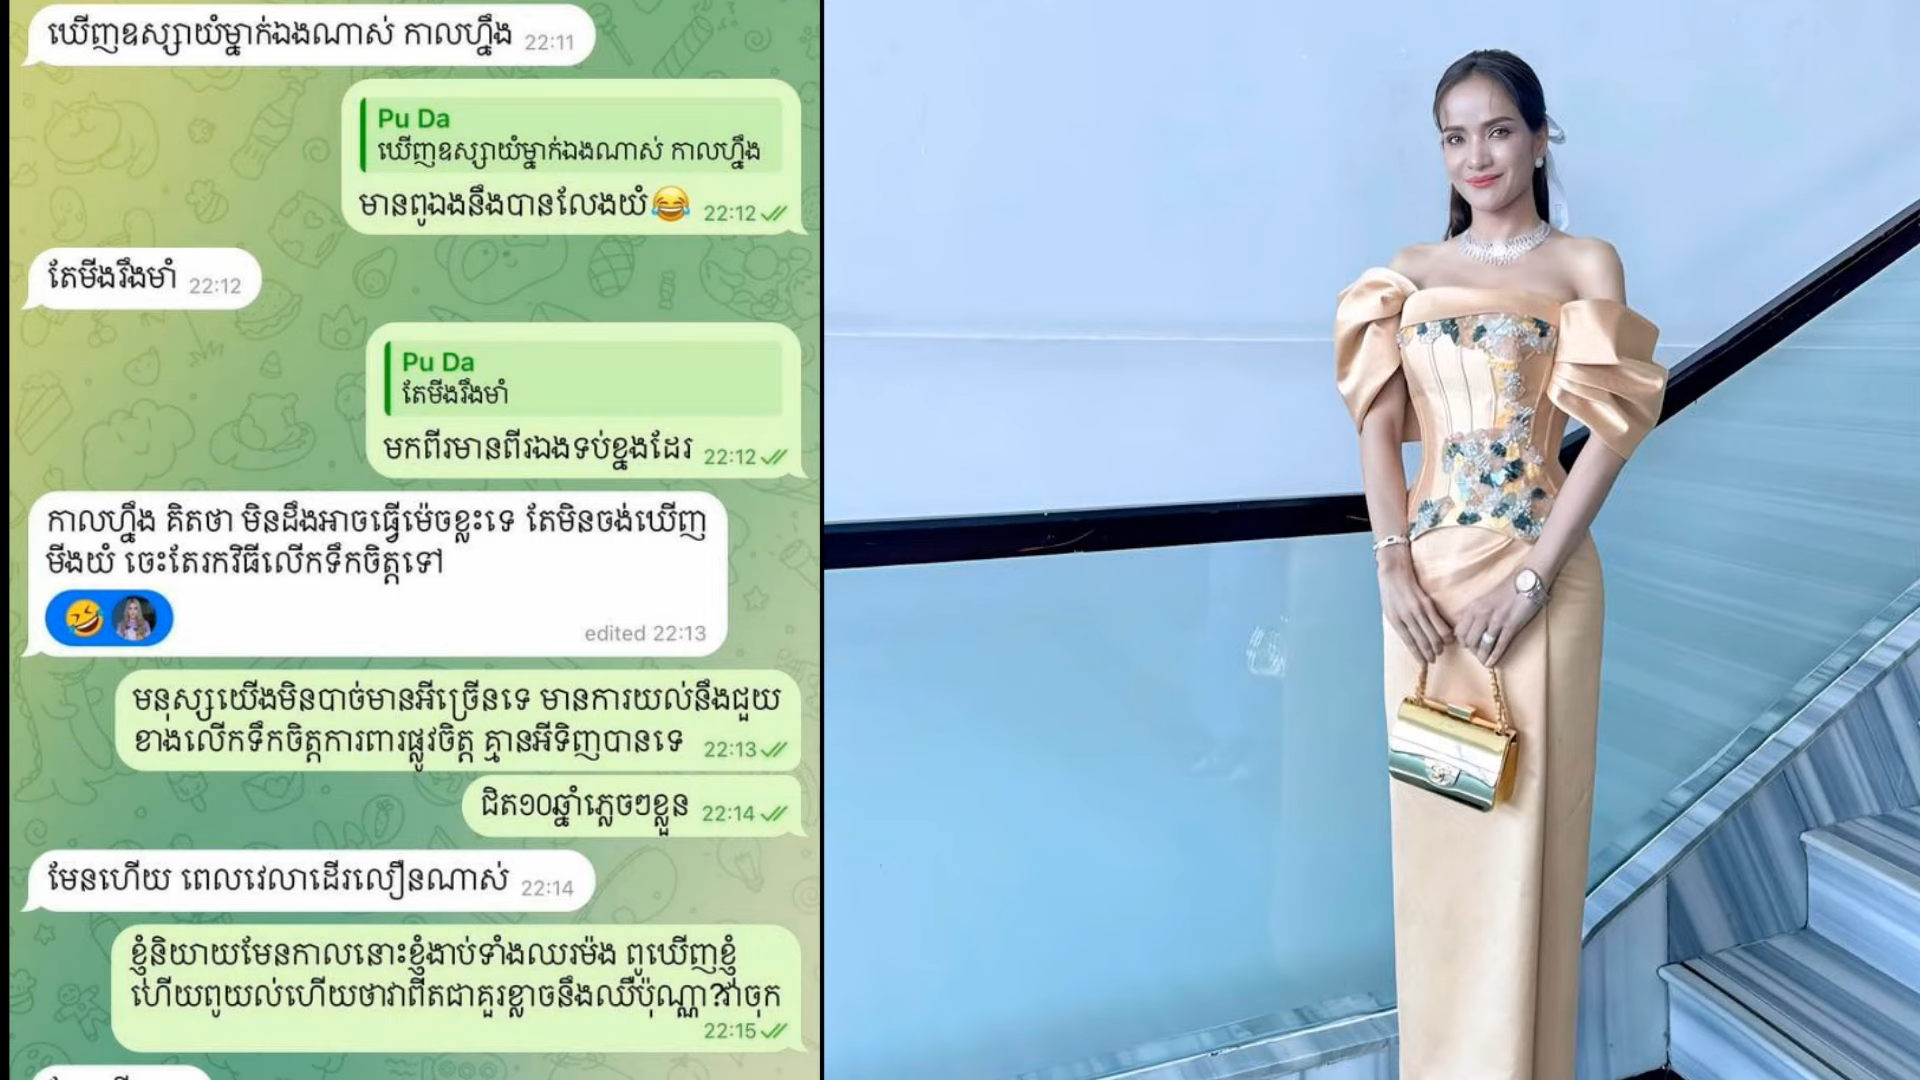 ឃើញឧស្សាយំម្នាក់ឯងណាស់ កាលហ្នឹង 22:11
Pu Da
ឃើញឧស្សាយំម្នាក់ឯងណាស់ កាលហ្នឹង
មានពូឯងនឹងបានលែងយំ😂 22:12
តែមីងរឹងមាំ 22:12
Pu Da
តែមីងរឹងមាំ
មកពីរមានពីរឯងទប់ខ្នងដែរ 22:12
កាលហ្នឹង គិតថា មិនដឹងអាចធ្វើម៉េចខ្លះទេ តែមិនចង់ឃើញ
មីងយំ ចេះតែរកវិធីលើកទឹកចិត្តទៅ
🤣
edited 22:13
មនុស្សយើងមិនបាច់មានអីច្រើនទេ មានការយល់នឹងជួយ
ខាងលើកទឹកចិត្តការពារផ្លូវចិត្ត គ្មានអីទិញបានទេ 22:13
ជិត១០ឆ្នាំភ្លេចៗខ្លួន 22:14
មែនហើយ ពេលវេលាដើរលឿនណាស់ 22:14
ខ្ញុំនិយាយមែនកាលនោះខ្ញុំងាប់ទាំងឈរម៉ង ពូឃើញខ្ញុំ
ហើយពូយល់ហើយថាវាពិតជាគួរខ្លាចនឹងឈឺប៉ុណ្ណា?វាចុក
22:15